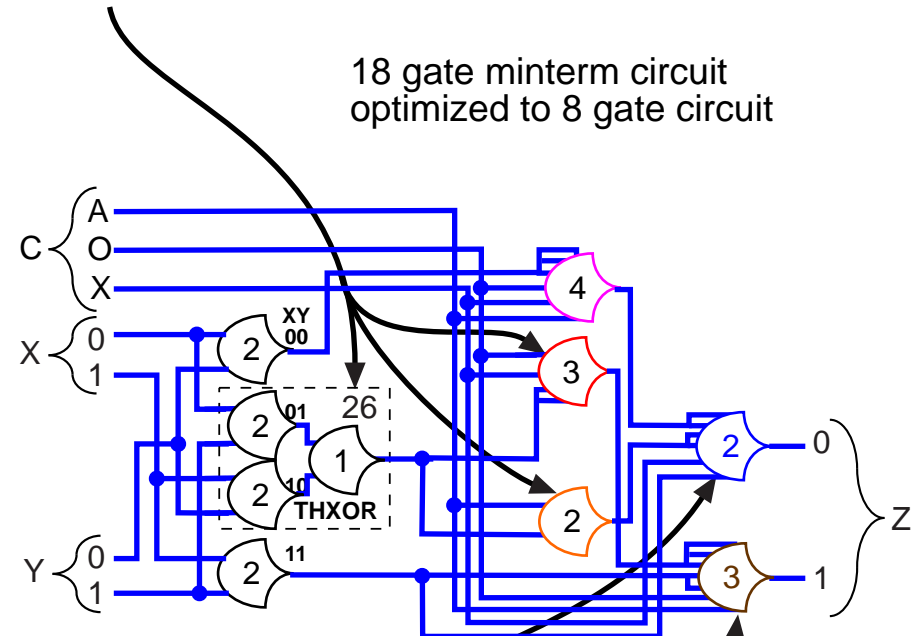 18 gate minterm circuit
optimized to 8 gate circuit
A
C
O
X
4
XY
00
X
0
2
1
3
26
01
2
1
2
0
10
THXOR
2
Z
Y
0
2
11
3
1
1